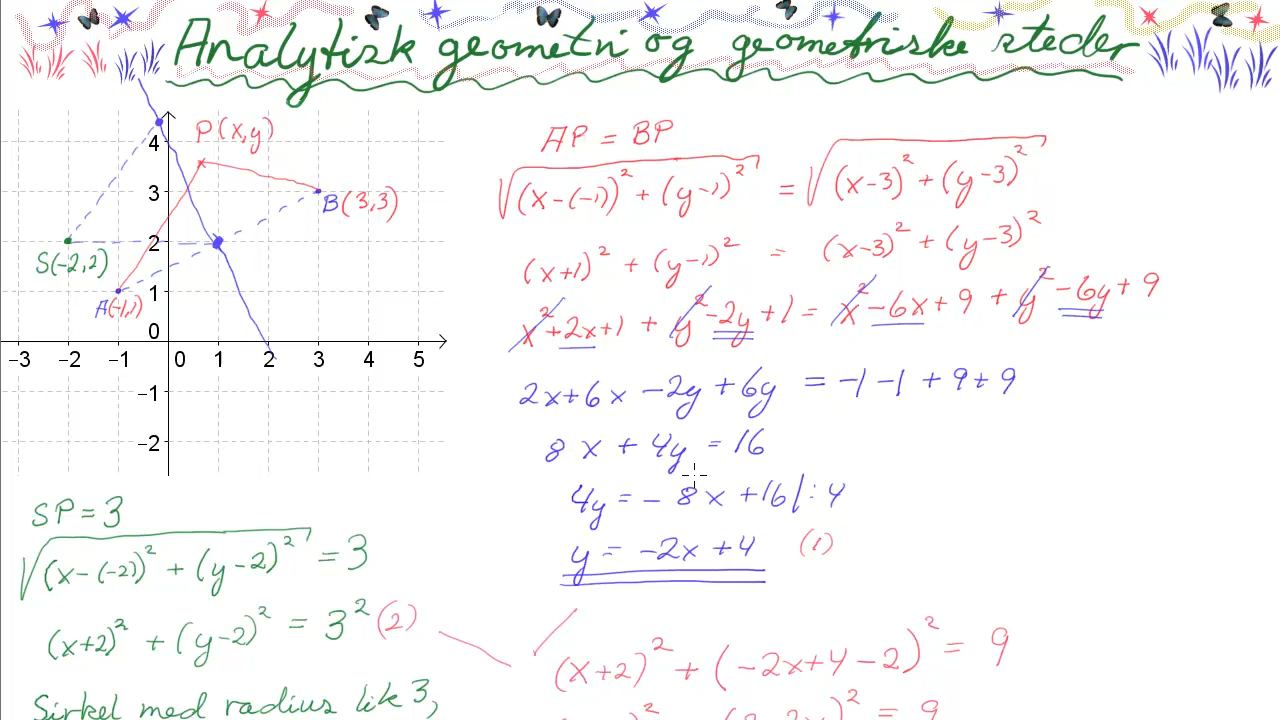 Analytisk geometri og geometriske steder
4
P(x,y)
3
B(3,3)
2
S(-2,2)
1
A(-1,1)
0
-3 -2 -1 0 1 2 3 4 5
-1
-2
SP = 3
√((x-(-2))² + (y-2)²) = 3
(x+2)² + (y-2)² = 3² (2)
Sirkel med radius lik 3,
AP = BP
√((x-(-1))² + (y-1)²) = √((x-3)² + (y-3)²)
(x+1)² + (y-1)² = (x-3)² + (y-3)²
x² + 2x + 1 + y² - 2y + 1 = x² - 6x + 9 + y² - 6y + 9
2x + 6x - 2y + 6y = -1 - 1 + 9 + 9
8x + 4y = 16
4y = -8x + 16 |:4
y = -2x + 4 (1)
(x+2)² + (-2x+4-2)² = 9